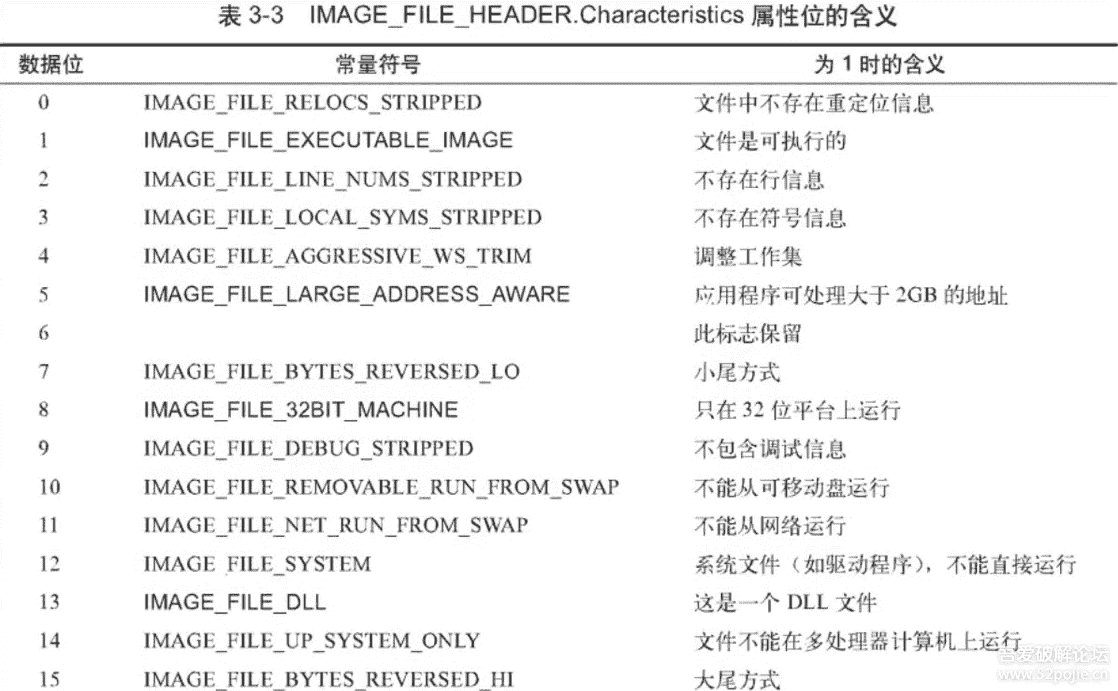 表 3-3 IMAGE_FILE_HEADER.Characteristics 属性位的含义
数据位 常量符号 为 1 时的含义
0 IMAGE_FILE_RELOCS_STRIPPED 文件中不存在重定位信息
1 IMAGE_FILE_EXECUTABLE_IMAGE 文件是可执行的
2 IMAGE_FILE_LINE_NUMS_STRIPPED 不存在行信息
3 IMAGE_FILE_LOCAL_SYMS_STRIPPED 不存在符号信息
4 IMAGE_FILE_AGGRESSIVE_WS_TRIM 调整工作集
5 IMAGE_FILE_LARGE_ADDRESS_AWARE 应用程序可处理大于 2GB 的地址
6 此标志保留
7 IMAGE_FILE_BYTES_REVERSED_LO 小尾方式
8 IMAGE_FILE_32BIT_MACHINE 只在 32 位平台上运行
9 IMAGE_FILE_DEBUG_STRIPPED 不包含调试信息
10 IMAGE_FILE_REMOVABLE_RUN_FROM_SWAP 不能从可移动盘运行
11 IMAGE_FILE_NET_RUN_FROM_SWAP 不能从网络运行
12 IMAGE_FILE_SYSTEM 系统文件（如驱动程序），不能直接运行
13 IMAGE_FILE_DLL 这是一个 DLL 文件
14 IMAGE_FILE_UP_SYSTEM_ONLY 文件不能在多处理器计算机上运行
15 IMAGE_FILE_BYTES_REVERSED_HI 大尾方式
吾爱破解论坛
www.52pojie.cn